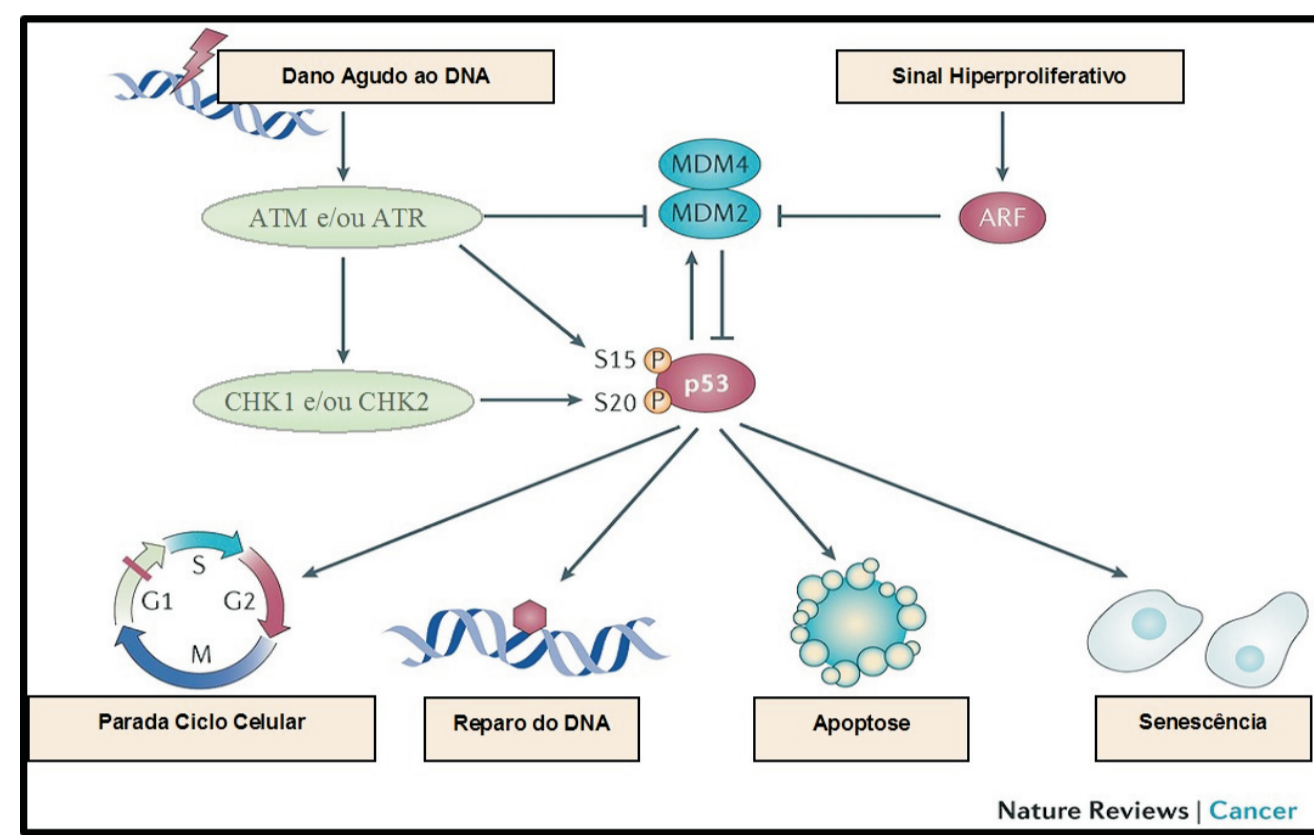 Dano Agudo ao DNA
Sinal Hiperproliferativo
MDM4
MDM2
ATM e/ou ATR
ARF
S15 P
p53
S20 P
CHK1 e/ou CHK2
S
G1
G2
M
Parada Ciclo Celular
Reparo do DNA
Apoptose
Senescência
Nature Reviews | Cancer